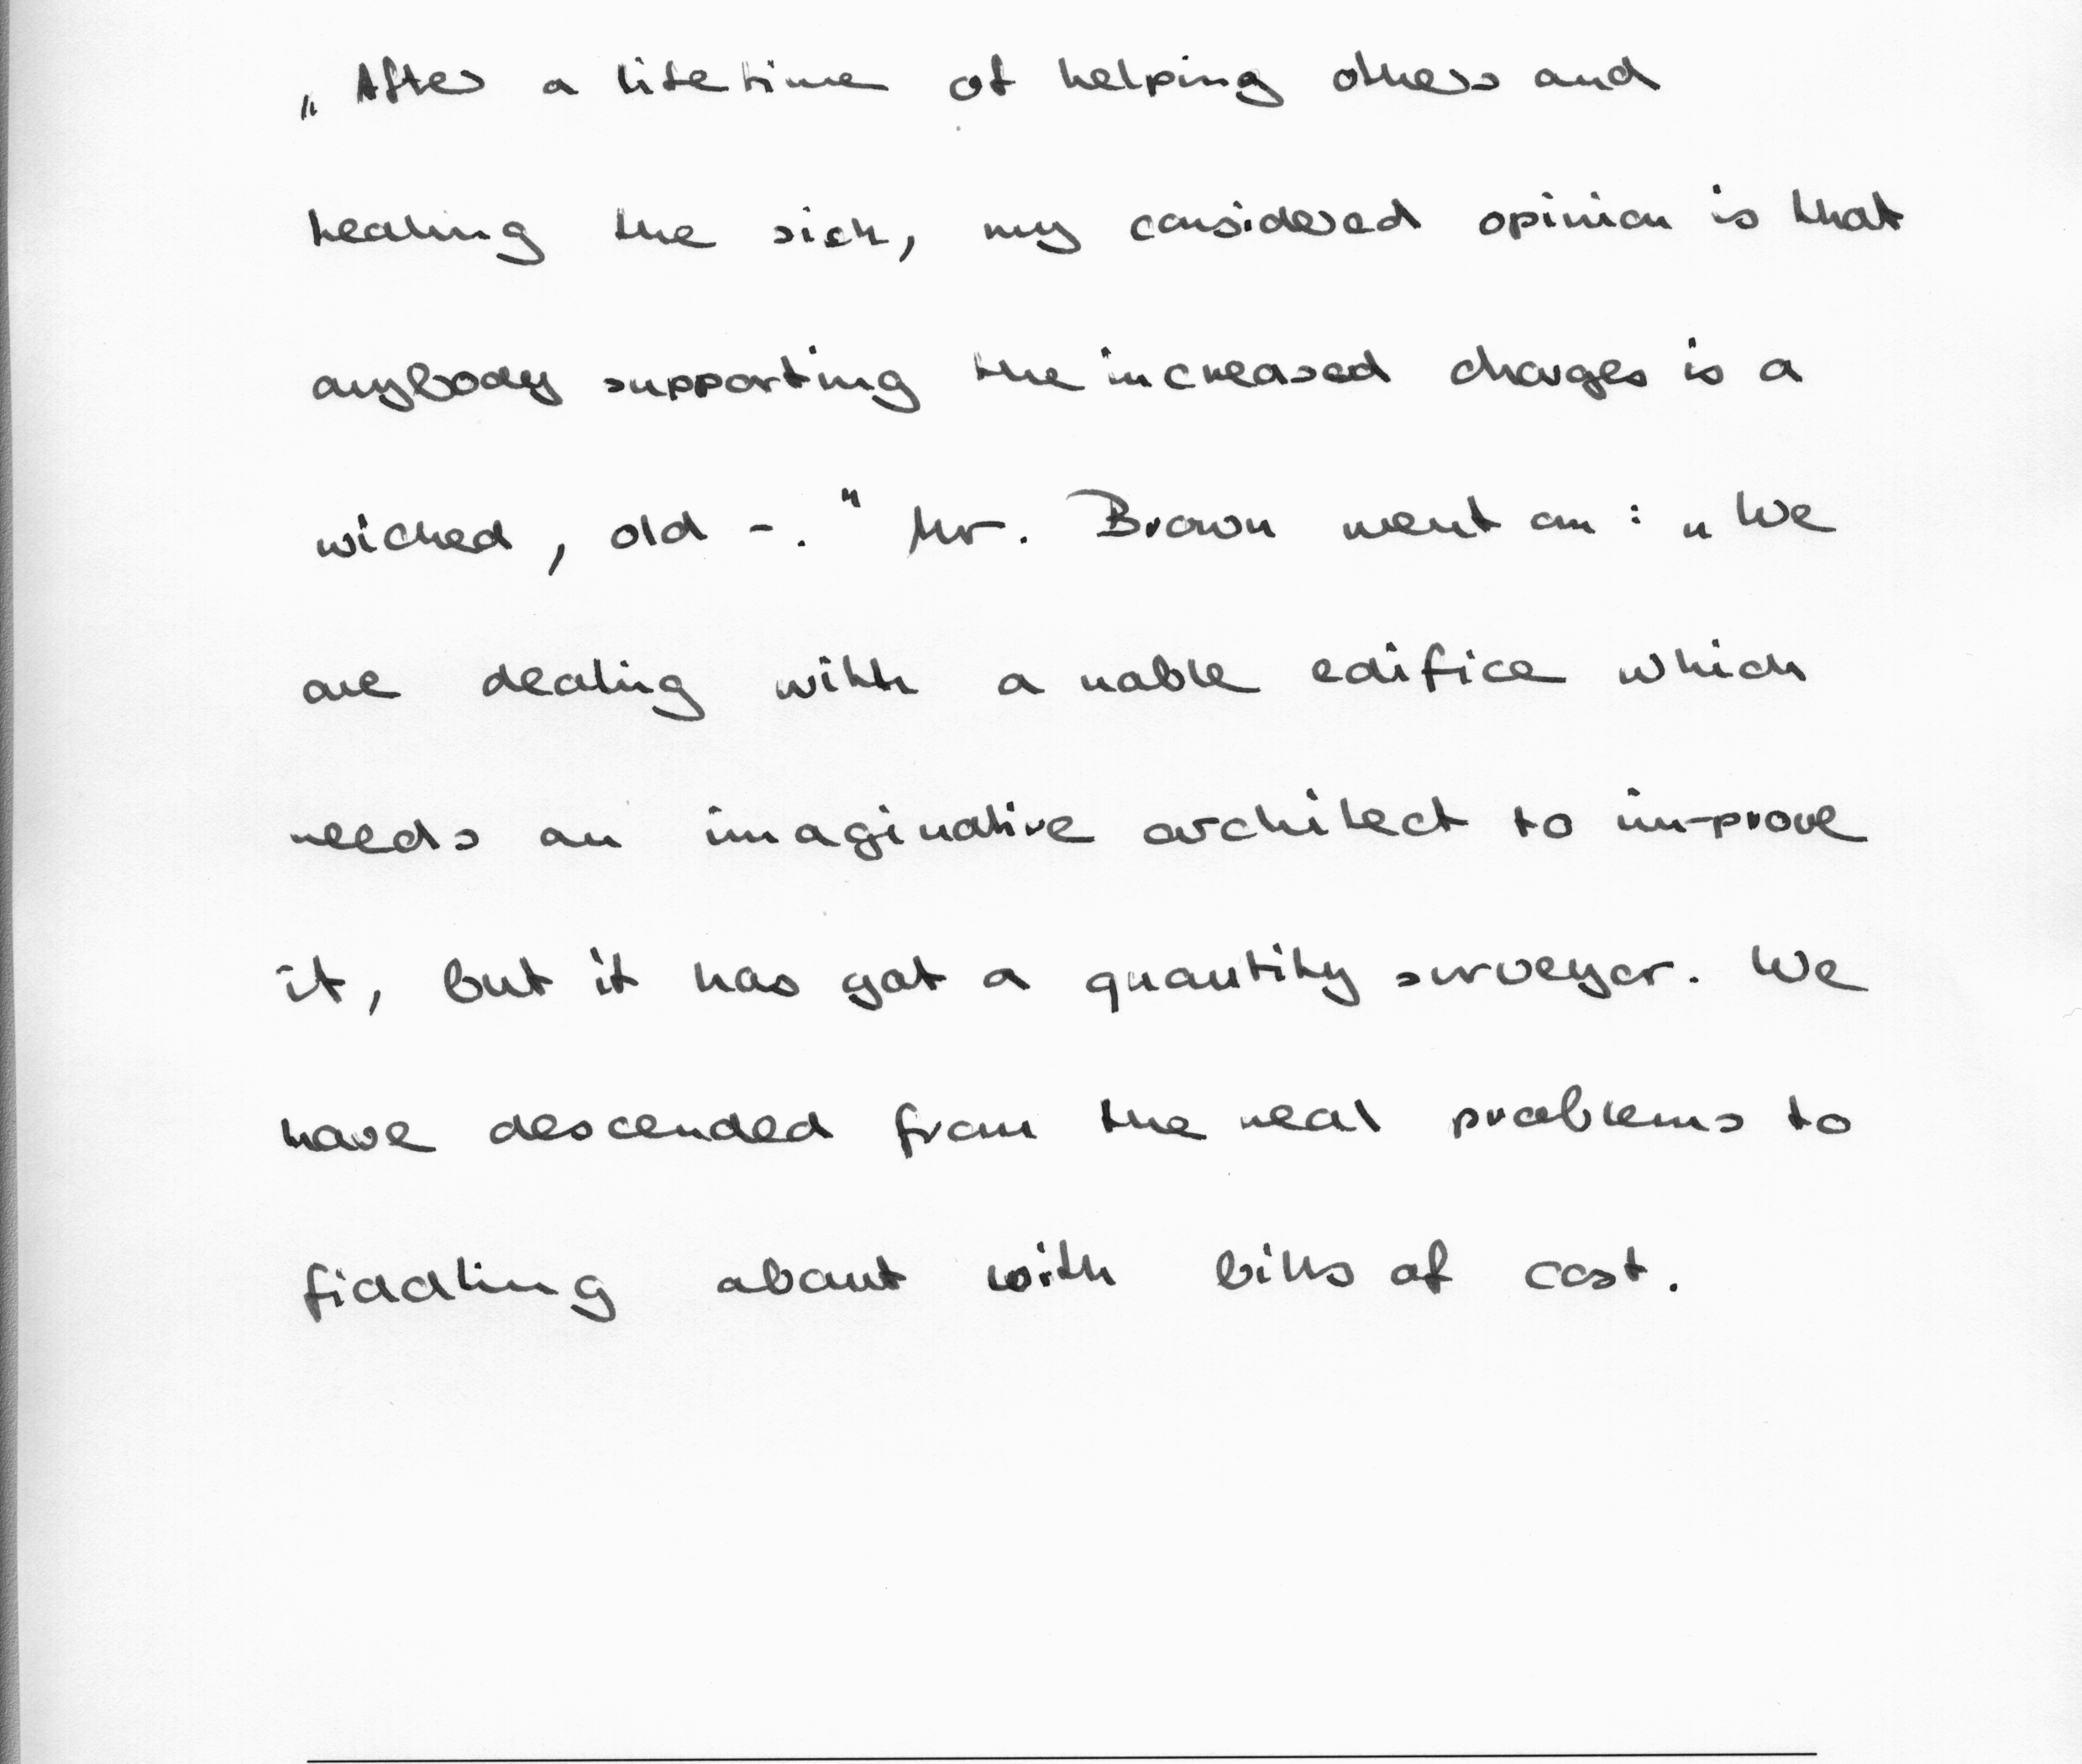 „After a lifetime of helping others and
healing the sick, my considered opinion is that
anybody supporting the increased charges is a
wicked, old -." Mr. Brown went on: „We
are dealing with a noble edifice which
needs an imaginative architect to im-prove
it, but it has got a quantity surveyor. We
have descended from the real problems to
fiddling about with bills of cost.